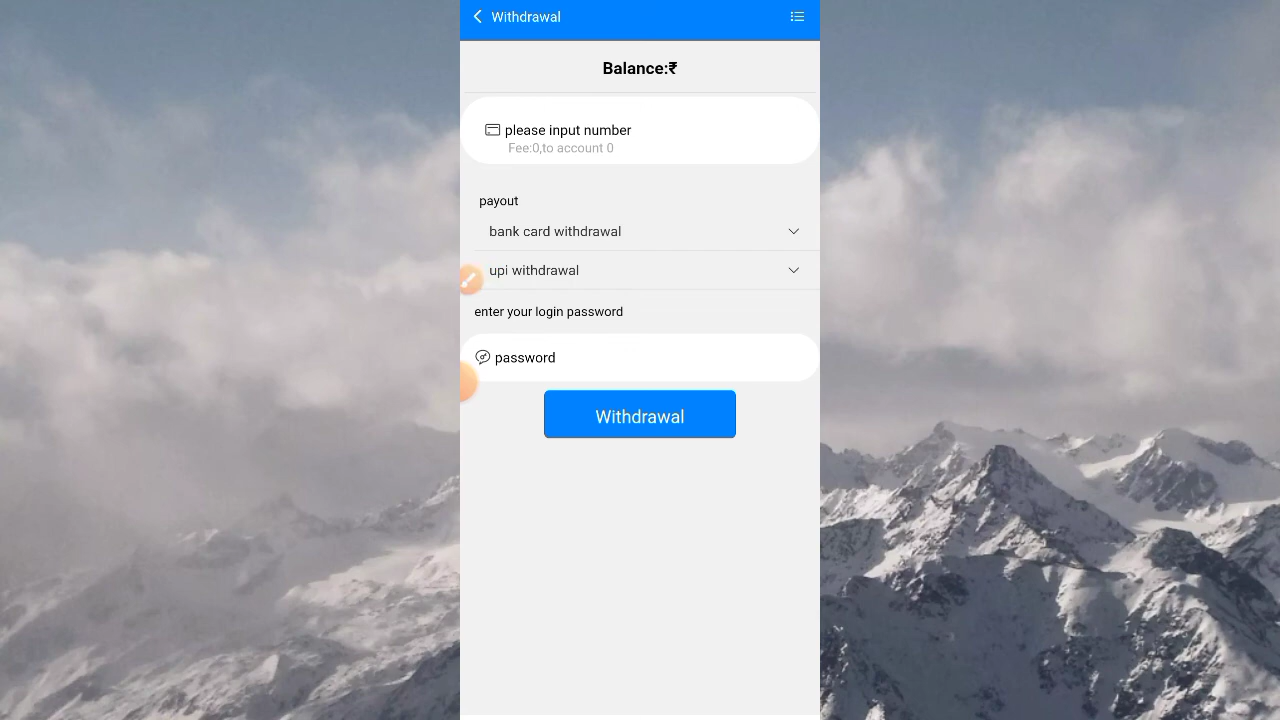 Withdrawal
Balance:₹
please input number
Fee:0,to account 0
payout
bank card withdrawal
upi withdrawal
enter your login password
password
Withdrawal